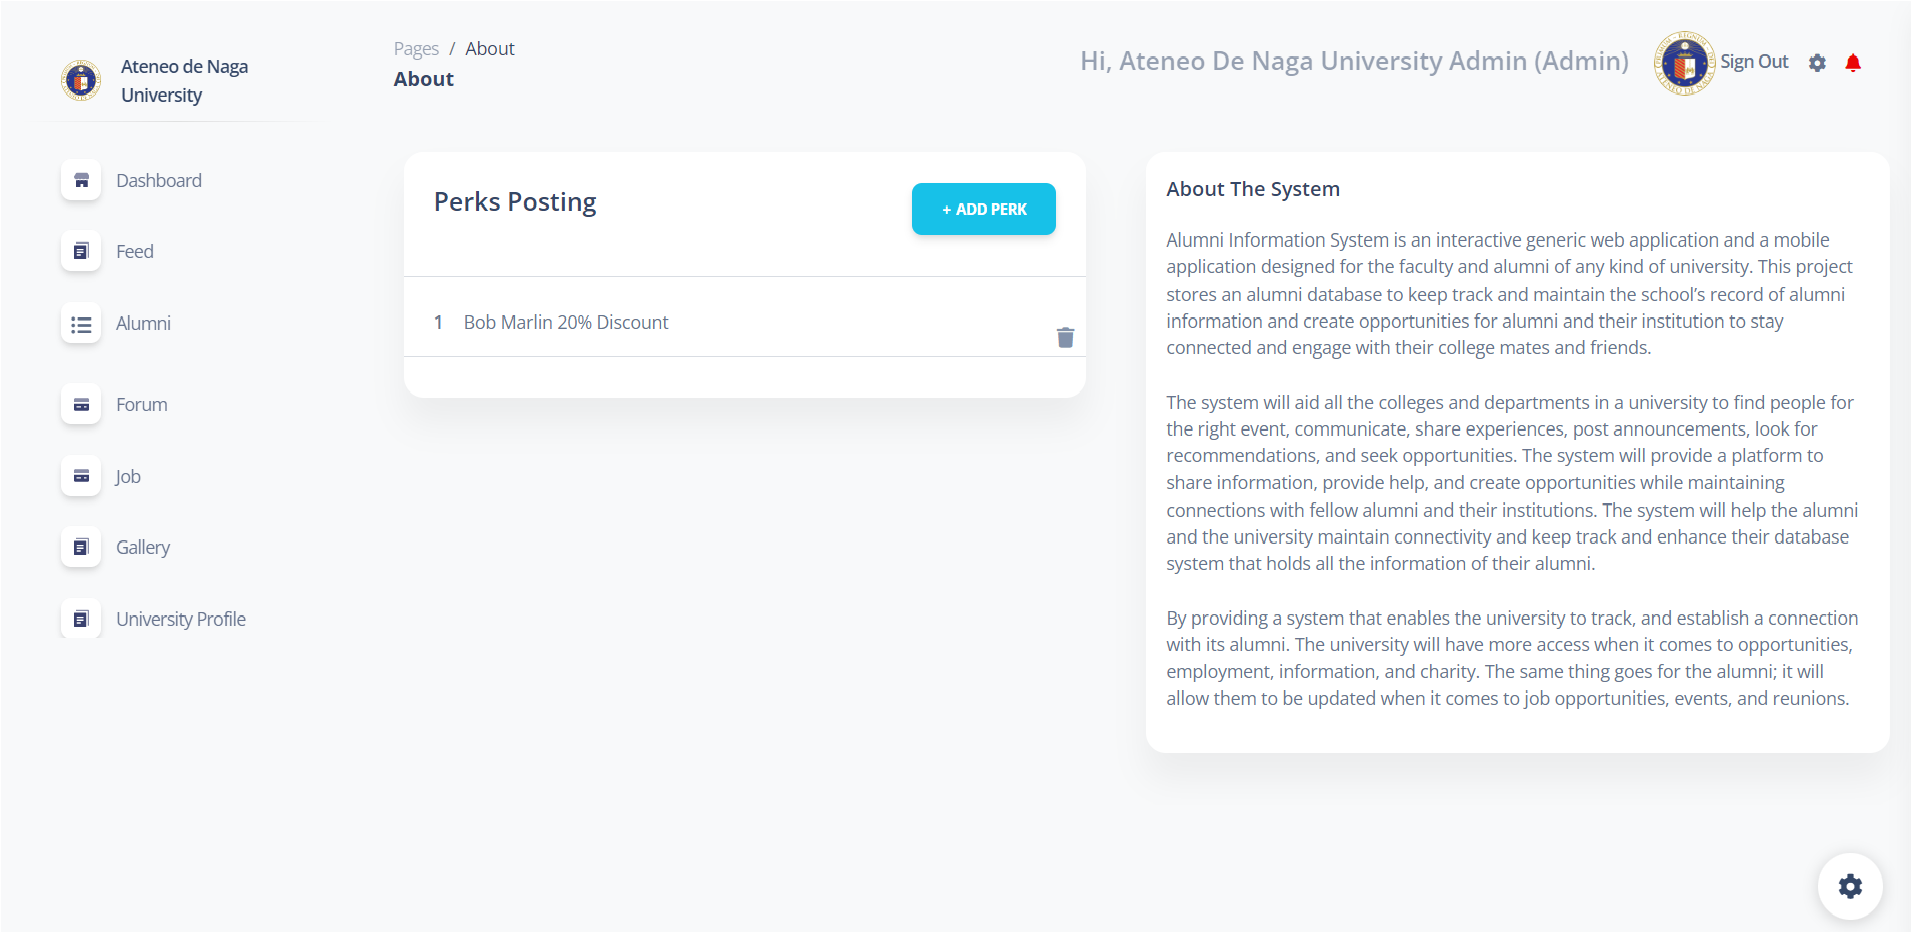 Ateneo de Naga
University
Dashboard
Feed
Alumni
Forum
Job
Gallery
University Profile
Pages / About
About
Hi, Ateneo De Naga University Admin (Admin)
Sign Out
Perks Posting
+ ADD PERK
1 Bob Marlin 20% Discount
About The System
Alumni Information System is an interactive generic web application and a mobile
application designed for the faculty and alumni of any kind of university. This project
stores an alumni database to keep track and maintain the school’s record of alumni
information and create opportunities for alumni and their institution to stay
connected and engage with their college mates and friends.
The system will aid all the colleges and departments in a university to find people for
the right event, communicate, share experiences, post announcements, look for
recommendations, and seek opportunities. The system will provide a platform to
share information, provide help, and create opportunities while maintaining
connections with fellow alumni and their institutions. The system will help the alumni
and the university maintain connectivity and keep track and enhance their database
system that holds all the information of their alumni.
By providing a system that enables the university to track, and establish a connection
with its alumni. The university will have more access when it comes to opportunities,
employment, information, and charity. The same thing goes for the alumni; it will
allow them to be updated when it comes to job opportunities, events, and reunions.